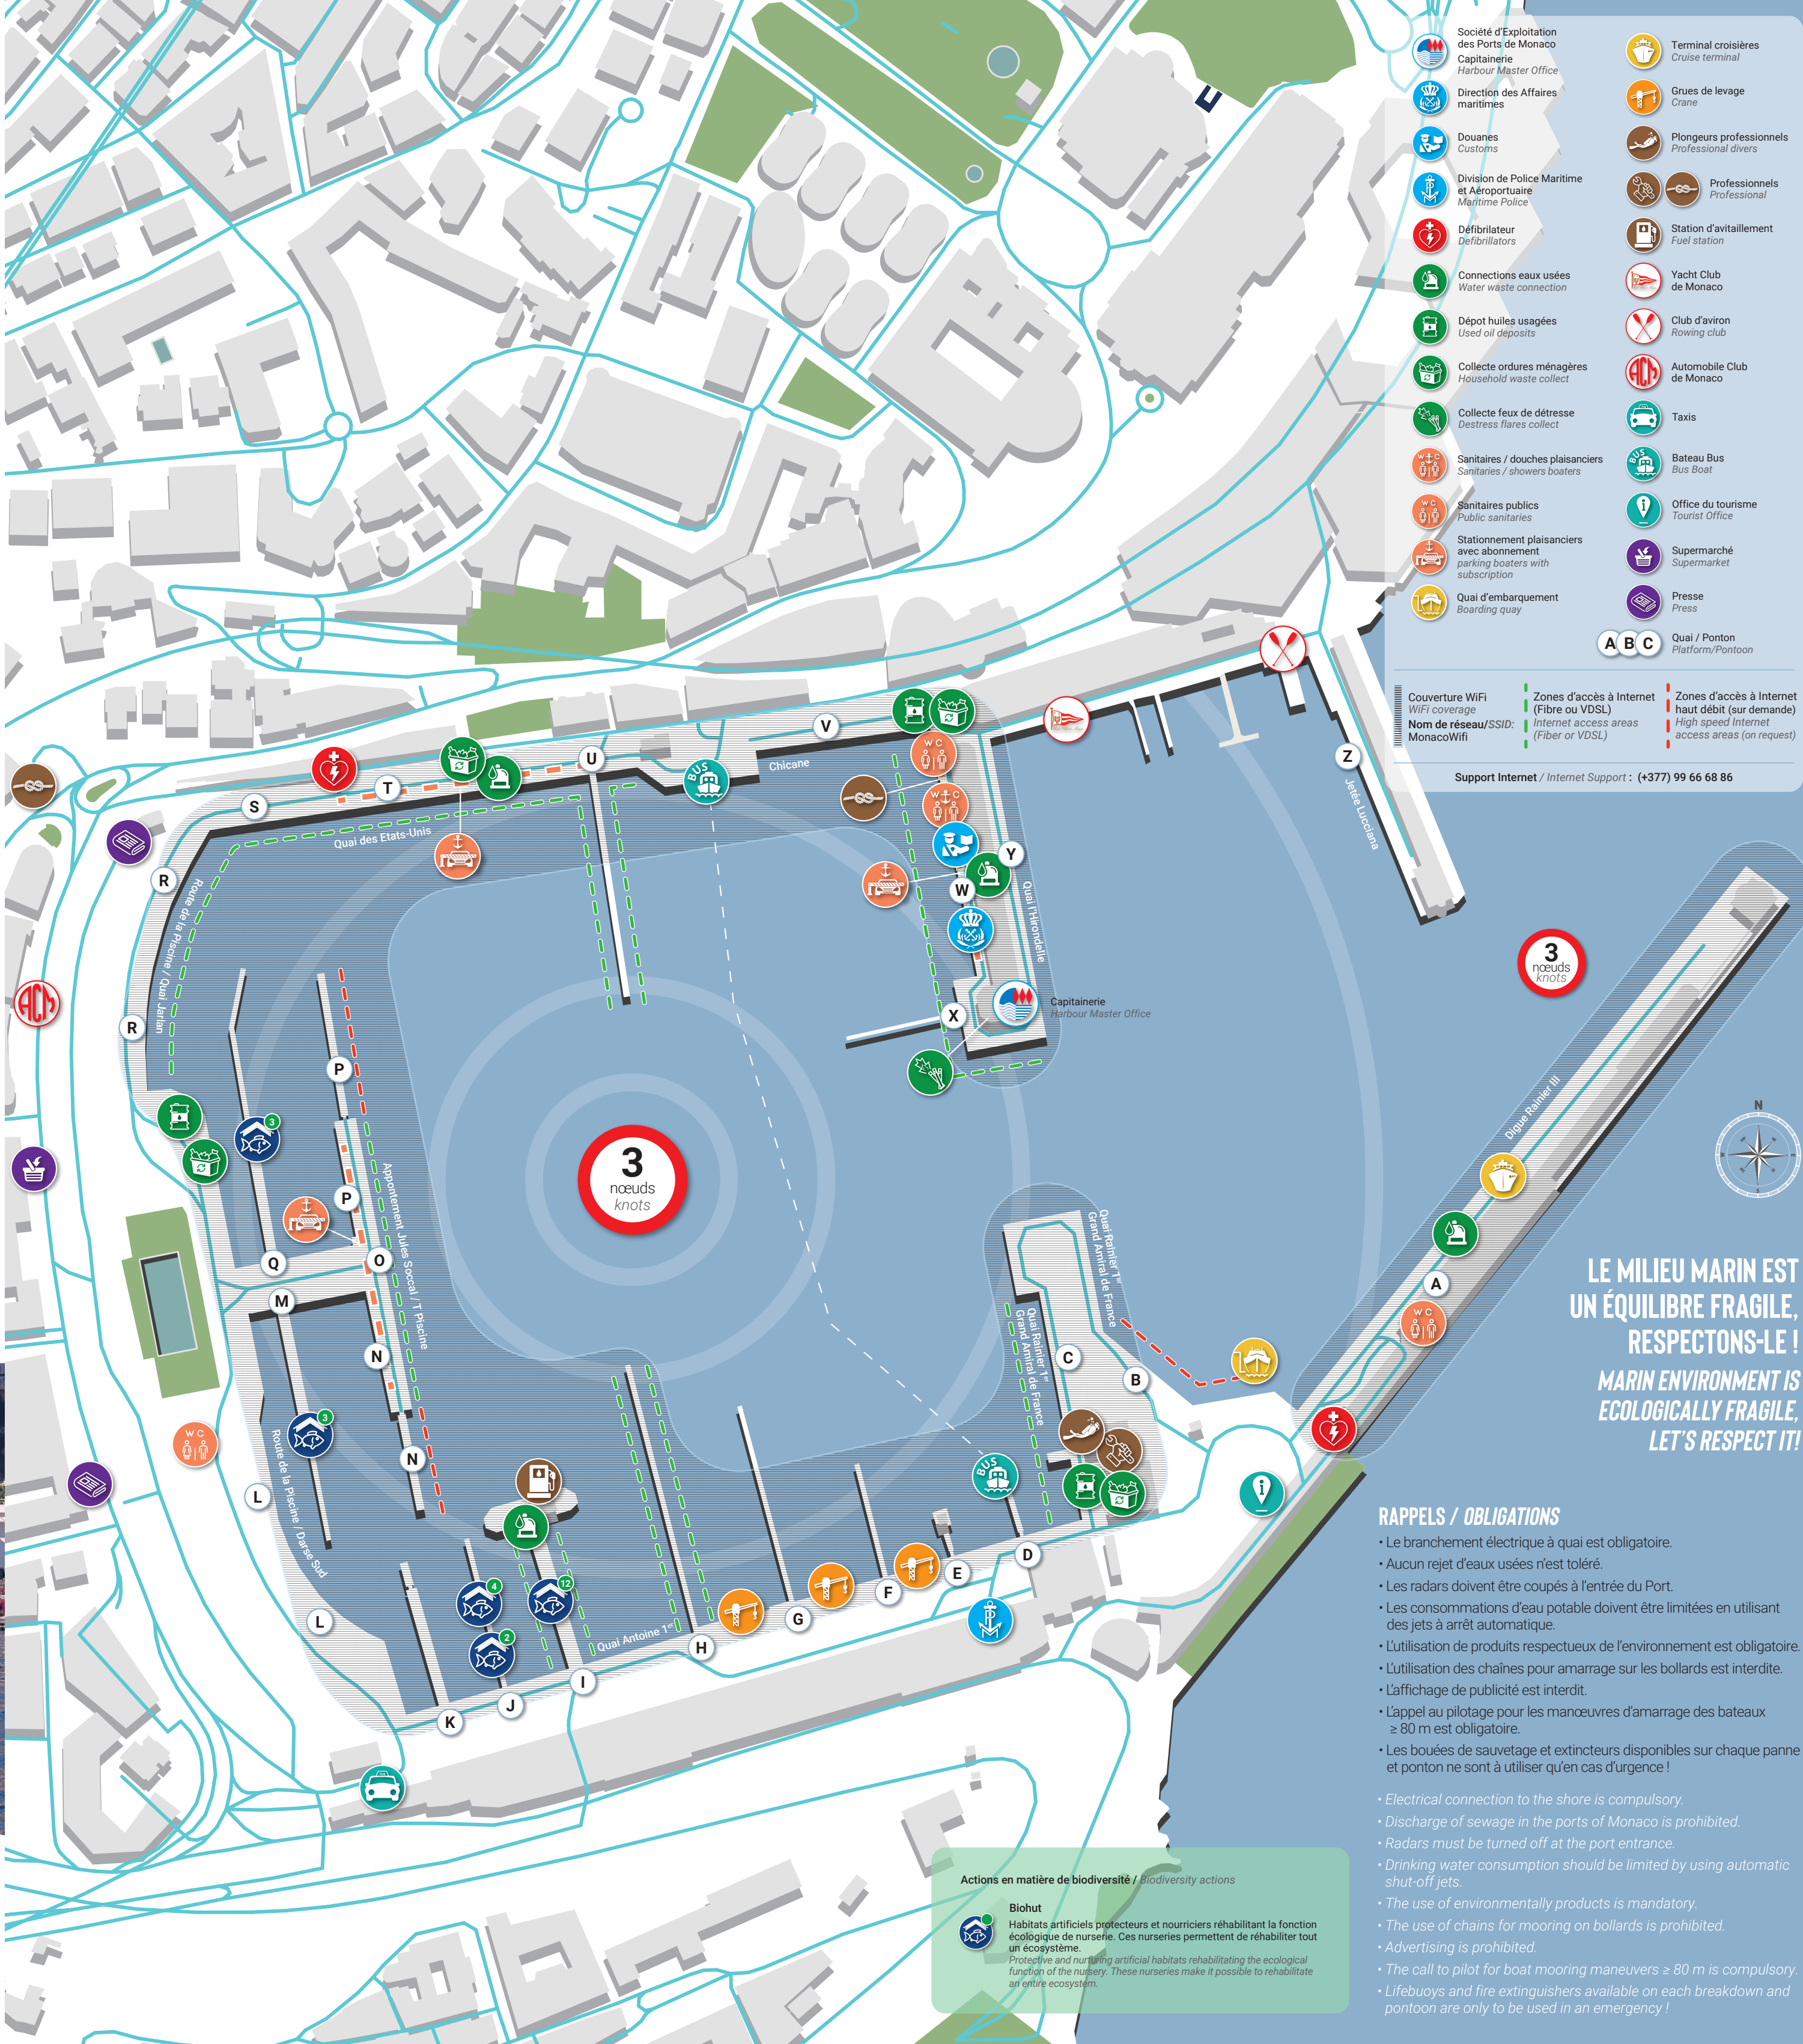 Société d'Exploitation
des Ports de Monaco
Capitainerie
Harbour Master Office
Direction des Affaires
maritimes
Douanes
Customs
Division de Police Maritime
et Aéroportuaire
Maritime Police
Défibrilateur
Defibrillators
Connections eaux usées
Water waste connection
Dépot huiles usagées
Used oil deposits
Collecte ordures ménagères
Household waste collect
Collecte feux de détresse
Destress flares collect
W C
Sanitaires / douches plaisanciers
Sanitaries / showers boaters
W C
Sanitaires publics
Public sanitaries
Stationnement plaisanciers
avec abonnement
parking boaters with
subscription
Quai d'embarquement
Boarding quay
Terminal croisières
Cruise terminal
Grues de levage
Crane
Plongeurs professionnels
Professional divers
Professionnels
Professional
Station d'avitaillement
Fuel station
Yacht Club
de Monaco
Club d'aviron
Rowing club
ACM
Automobile Club
de Monaco
Taxis
BUS
Bateau Bus
Bus Boat
Office du tourisme
Tourist Office
Supermarché
Supermarket
Presse
Press
A B C
Quai / Ponton
Platform/Pontoon
Couverture WiFi
WiFi coverage
Nom de réseau/SSID:
MonacoWifi
Zones d'accès à Internet
(Fibre ou VDSL)
Internet access areas
(Fiber or VDSL)
Zones d'accès à Internet
haut débit (sur demande)
High speed Internet
access areas (on request)
Support Internet / Internet Support : (+377) 99 66 68 86
V
Chicane
U
BUS
T
S
Quai des Etats-Unis
R
Route de la Piscine / Quai Jarlan
R
ACM
W C
W C
Y
W
Quai l'Hirondelle
X
Capitainerie
Harbour Master Office
Z
Jetée Lucciana
3
nœuds
knots
Digue Rainier III
N
A
W C
3
nœuds
knots
P
3
P
Appontement Jules Soccal / T Piscine
Q
O
M
N
3
N
W C
L
Route de la Piscine / Darse Sud
L
Quai Rainier 1er
Grand Amiral de France
Quai Rainier 1er
Grand Amiral de France
C
B
BUS
D
E
F
G
H
Quai Antoine 1er
I
J
K
4
12
2
LE MILIEU MARIN EST
UN ÉQUILIBRE FRAGILE,
RESPECTONS-LE !
MARIN ENVIRONMENT IS
ECOLOGICALLY FRAGILE,
LET'S RESPECT IT!
RAPPELS / OBLIGATIONS
• Le branchement électrique à quai est obligatoire.
• Aucun rejet d'eaux usées n'est toléré.
• Les radars doivent être coupés à l'entrée du Port.
• Les consommations d'eau potable doivent être limitées en utilisant
des jets à arrêt automatique.
• L'utilisation de produits respectueux de l'environnement est obligatoire.
• L'utilisation des chaînes pour amarrage sur les bollards est interdite.
• L'affichage de publicité est interdit.
• L'appel au pilotage pour les manœuvres d'amarrage des bateaux
≥ 80 m est obligatoire.
• Les bouées de sauvetage et extincteurs disponibles sur chaque panne
et ponton ne sont à utiliser qu'en cas d'urgence !
• Electrical connection to the shore is compulsory.
• Discharge of sewage in the ports of Monaco is prohibited.
• Radars must be turned off at the port entrance.
• Drinking water consumption should be limited by using automatic
shut-off jets.
• The use of environmentally products is mandatory.
• The use of chains for mooring on bollards is prohibited.
• Advertising is prohibited.
• The call to pilot for boat mooring maneuvers ≥ 80 m is compulsory.
• Lifebuoys and fire extinguishers available on each breakdown and
pontoon are only to be used in an emergency !
Actions en matière de biodiversité / Biodiversity actions
Biohut
Habitats artificiels protecteurs et nourriciers réhabilitant la fonction
écologique de nurserie. Ces nurseries permettent de réhabiliter tout
un écosystème.
Protective and nurturing artificial habitats rehabilitating the ecological
function of the nursery. These nurseries make it possible to rehabilitate
an entire ecosystem.